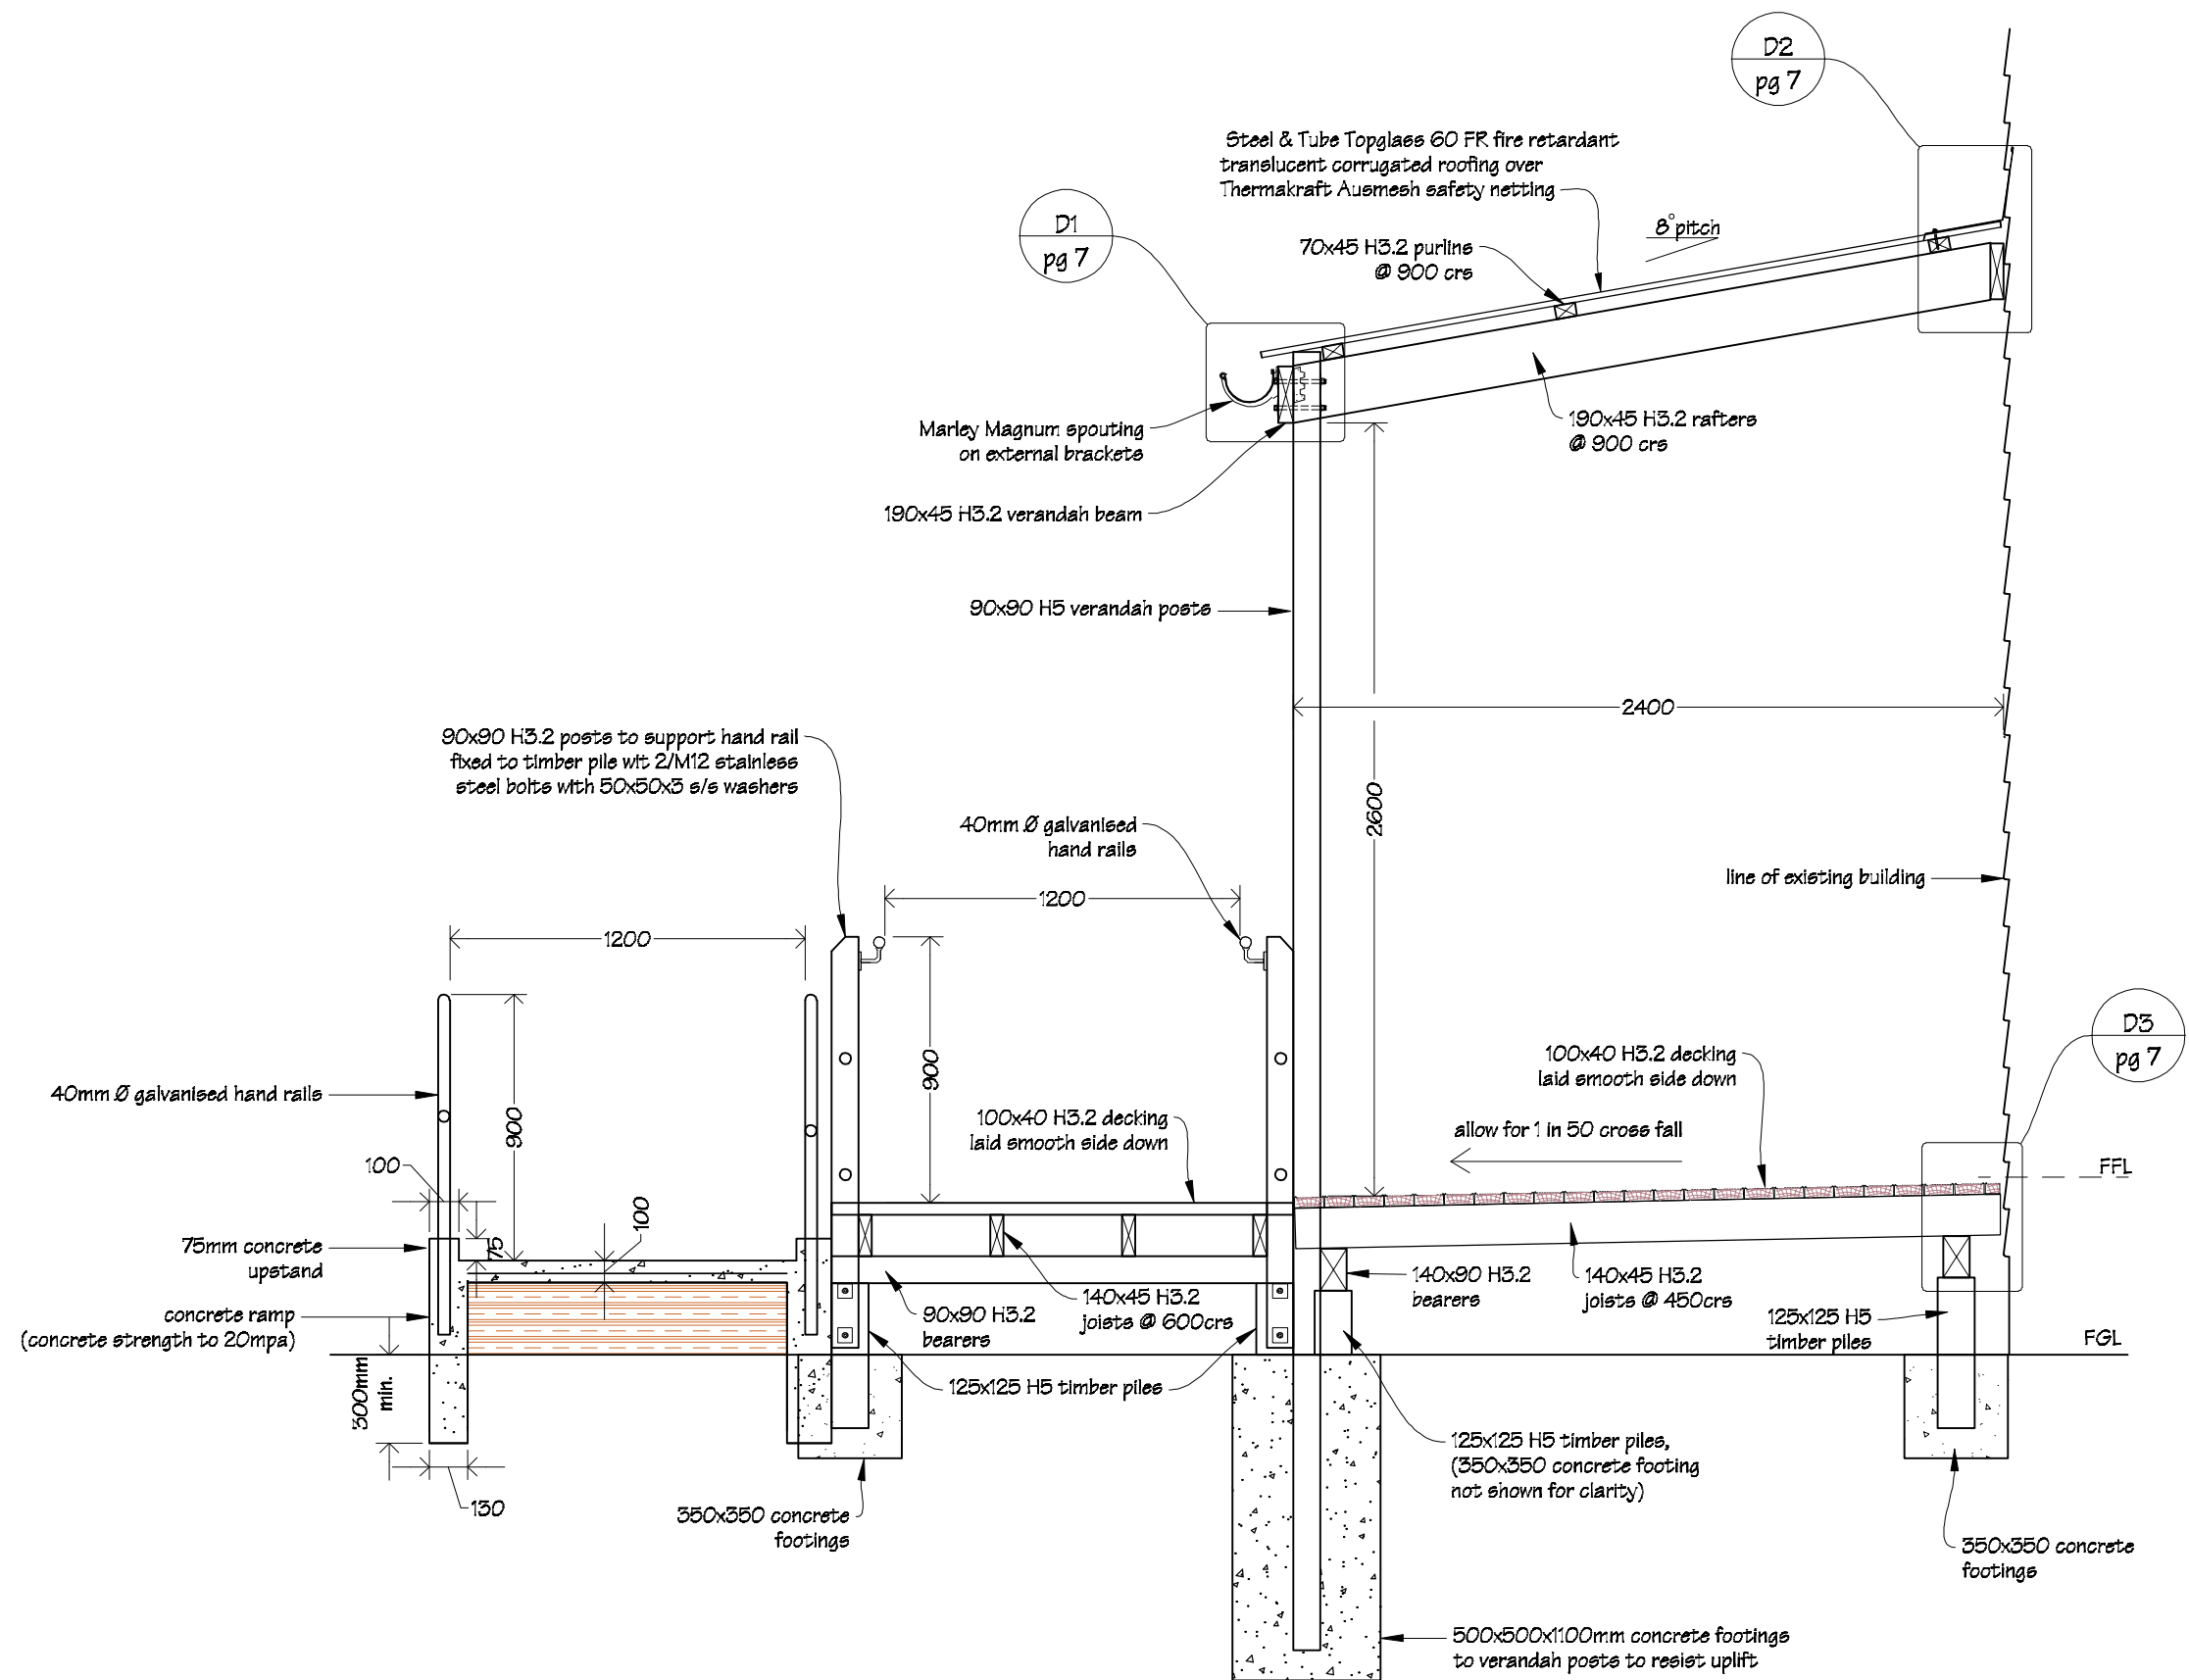 D2
pg 7
Steel & Tube Topglass 60 FR fire retardant
translucent corrugated roofing over
Thermakraft Ausmesh safety netting
D1
pg 7
8°pitch
70x45 H3.2 purlins
@ 900 crs
190x45 H3.2 rafters
@ 900 crs
Marley Magnum spouting
on external brackets
190x45 H3.2 verandah beam
90x90 H5 verandah posts
2400
90x90 H3.2 posts to support hand rail
fixed to timber pile wit 2/M12 stainless
steel bolts with 50x50x3 s/s washers
2600
40mm Ø galvanised
hand rails
line of existing building
1200
1200
D3
pg 7
100x40 H3.2 decking
laid smooth side down
40mm Ø galvanised hand rails
900
900
100x40 H3.2 decking
laid smooth side down
allow for 1 in 50 cross fall
100
FFL
100
75
75mm concrete
upstand
140x90 H3.2
bearers
140x45 H3.2
joists @ 450crs
140x45 H3.2
joists @ 600crs
90x90 H3.2
bearers
concrete ramp
(concrete strength to 20mpa)
125x125 H5
timber piles
FGL
300mm
min.
125x125 H5 timber piles
125x125 H5 timber piles,
(350x350 concrete footing
not shown for clarity)
130
350x350 concrete
footings
350x350 concrete
footings
500x500x1100mm concrete footings
to verandah posts to resist uplift